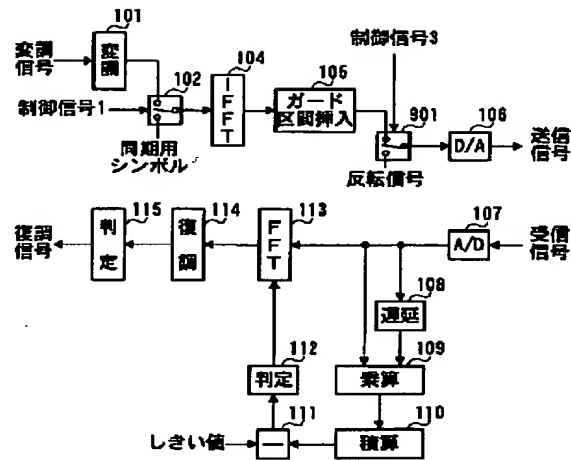 101
変調
信号
変調
102
制御信号1
同期用
シンボル
104
IFFT
105
ガード
区間挿入
制御信号3
901
反転信号
106
D/A
送信
信号
復調
信号
115
判定
114
復調
113
FFT
107
A/D
受信
信号
108
遅延
112
判定
109
乗算
しきい値
111
110
積算